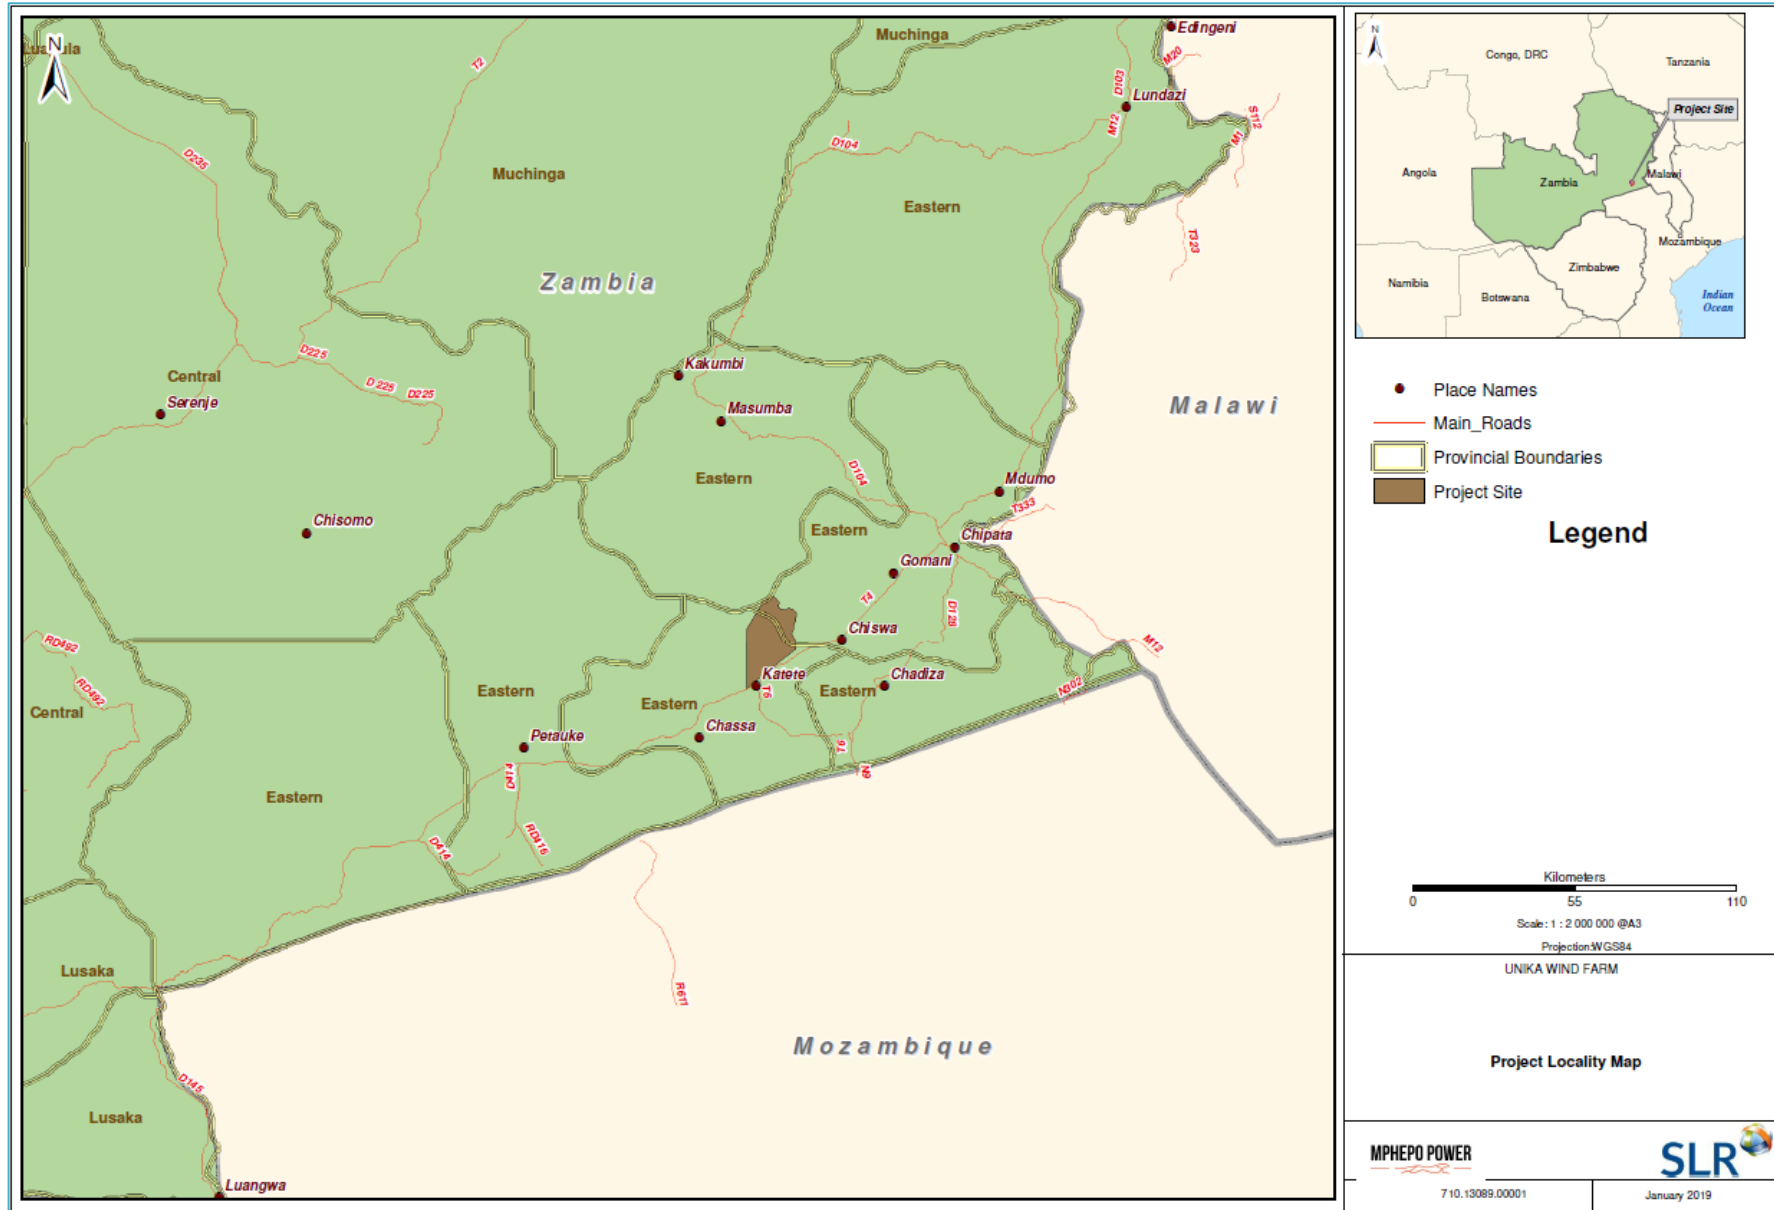 Luapula
N
Muchinga
Edingeni
M20
T2
D103
Lundazi
M12
S112
M1
D104
D235
Muchinga
Eastern
T323
Zambia
D225
D225
D225
Kakumbi
Central
Serenje
Masumba
Malawi
D104
Eastern
Mdumo
T333
Chisomo
Eastern
Chipata
Gomani
T4
D128
Chiswa
M12
RD492
RD492
Katete
Chadiza
T6
Eastern
Eastern
Eastern
N302
Central
Chassa
Petauke
T6
N9
D414
Eastern
RD416
D414
Lusaka
R611
Mozambique
D145
Lusaka
Luangwa
N
Congo, DRC
Tanzania
Project Site
Angola
Zambia
Malawi
Mozambique
Zimbabwe
Namibia
Botswana
Indian
Ocean
Place Names
Main_Roads
Provincial Boundaries
Project Site
Legend
Kilometers
0 55 110
Scale: 1 : 2 000 000 @A3
Projection:WGS84
UNIKA WIND FARM
Project Locality Map
MPHEPO POWER
SLR
710.13089.00001
January 2019